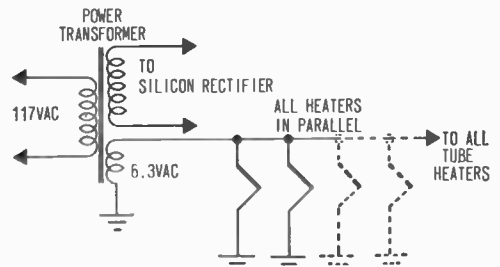 POWER
TRANSFORMER
TO
SILICON RECTIFIER
117VAC
ALL HEATERS
IN PARALLEL
TO ALL
TUBE
HEATERS
6.3VAC